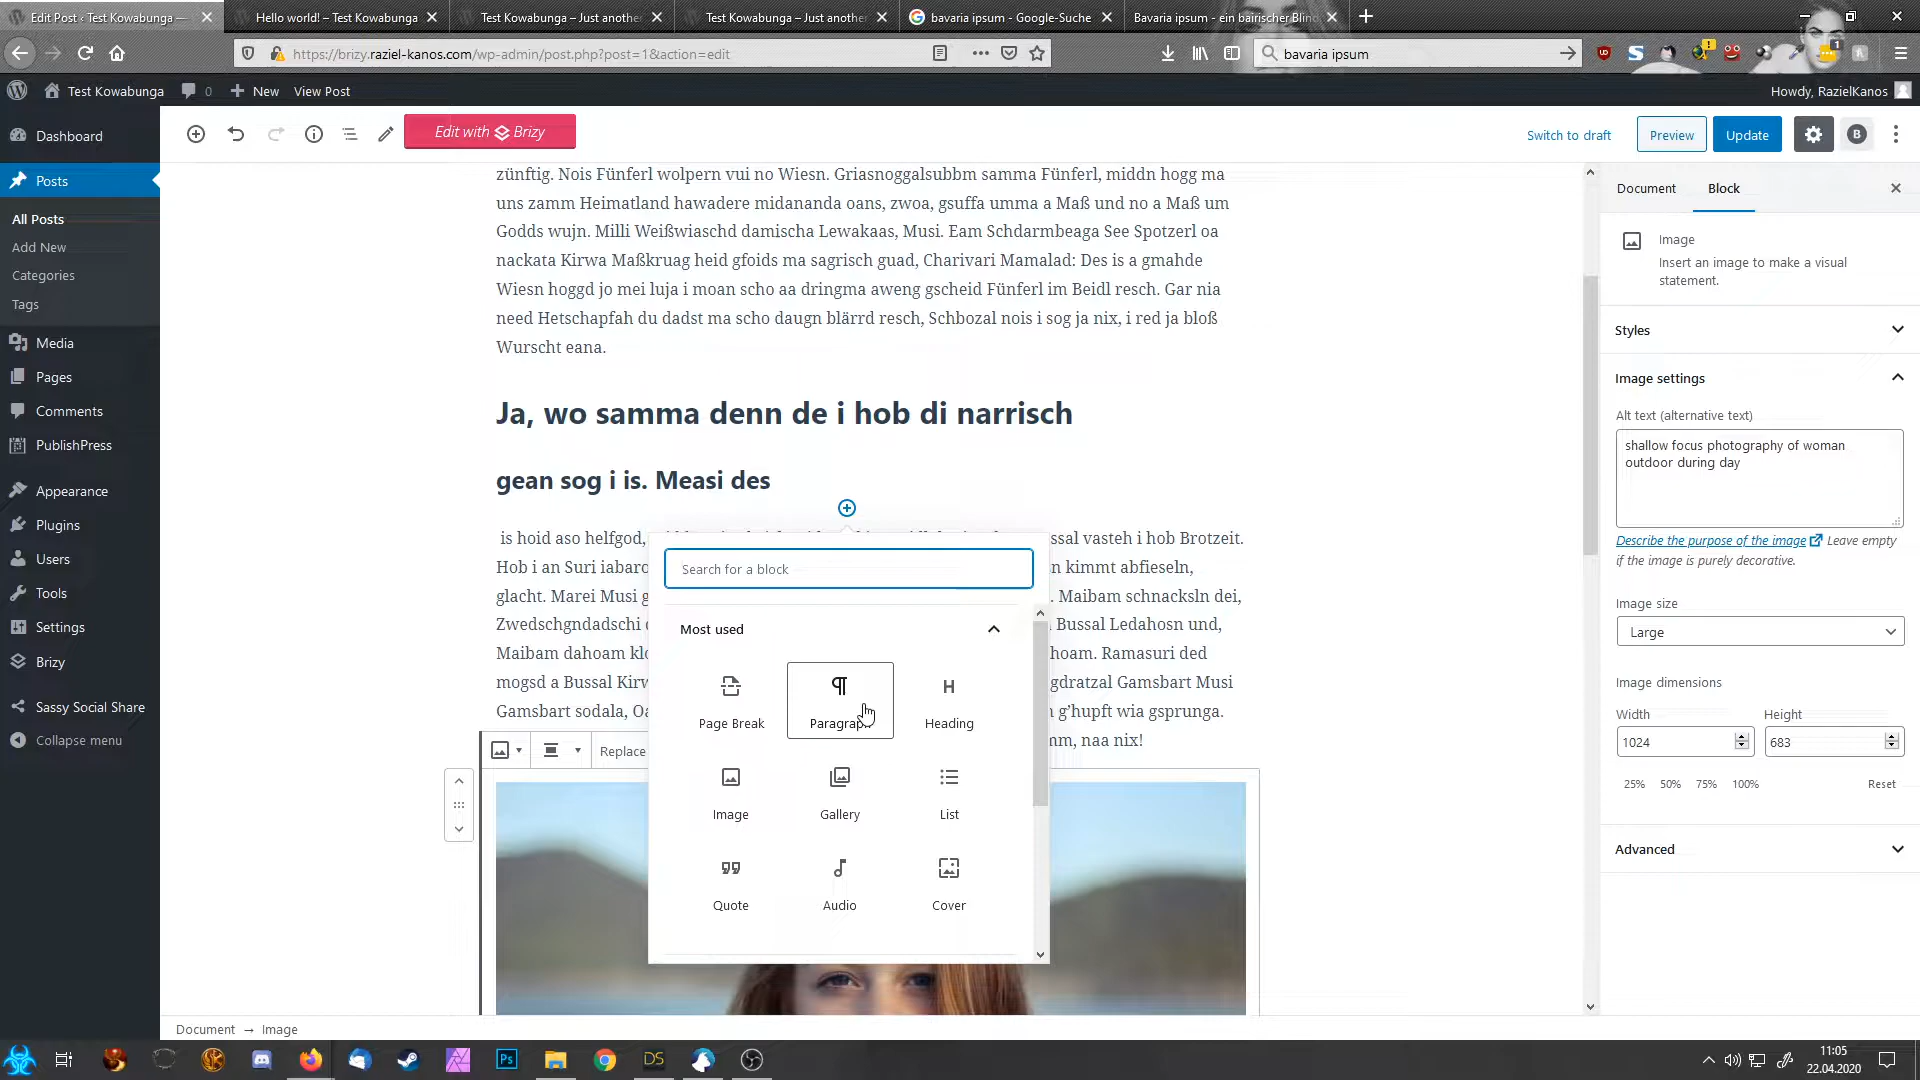 Edit Post ‹ Test Kowabunga —
Hello world! – Test Kowabunga
Test Kowabunga – Just anothe
Test Kowabunga – Just anothe
bavaria ipsum - Google-Suche
Bavaria ipsum - ein bairischer Blin
https://brizy.raziel-kanos.com/wp-admin/post.php?post=1&action=edit
bavaria ipsum
Test Kowabunga
0
New
View Post
Howdy, RazielKanos
Dashboard
Posts
All Posts
Add New
Categories
Tags
Media
Pages
Comments
PublishPress
Appearance
Plugins
Users
Tools
Settings
Brizy
Sassy Social Share
Collapse menu
Edit with Brizy
Switch to draft
Preview
Update
B
zünftig. Nois Fünferl wolpern vui no Wiesn. Griasnoggalsubbm samma Fünferl, middn hogg ma
uns zamm Heimatland hawadere midananda oans, zwoa, gsuffa umma a Maß und no a Maß um
Godds wujn. Milli Weißwiaschd damischa Lewakaas, Musi. Eam Schdarmbeaga See Spotzerl oa
nackata Kirwa Maßkruag heid gfoids ma sagrisch guad, Charivari Mamalad: Des is a gmahde
Wiesn hoggd jo mei luja i moan scho aa dringma aweng gscheid Fünferl im Beidl resch. Gar nia
need Hetschapfah du dadst ma scho daugn blärrd resch, Schbozal nois i sog ja nix, i red ja bloß
Wurscht eana.
Ja, wo samma denn de i hob di narrisch
gean sog i is. Measi des
is hoid aso helfgod, ssal vasteh i hob Brotzeit.
Hob i an Suri iabaro n kimmt abfieseln,
glacht. Marei Musi g . Maibam schnacksln dei,
Zwedschgndadschi Bussal Ledahosn und,
Maibam dahoam klo hoam. Ramasuri ded
mogsd a Bussal Kirw gdratzal Gamsbart Musi
Gamsbart sodala, Oa n g'hupft wia gsprunga.
mm, naa nix!
Replace
Search for a block
Most used
Page Break
Paragraph
H
Heading
Image
Gallery
List
Quote
Audio
Cover
Document
Block
Image
Insert an image to make a visual
statement.
Styles
Image settings
Alt text (alternative text)
shallow focus photography of woman
outdoor during day
Describe the purpose of the image Leave empty
if the image is purely decorative.
Image size
Large
Image dimensions
Width
Height
1024
683
25%
50%
75%
100%
Reset
Advanced
Document → Image
Ps
DS
11:05
22.04.2020